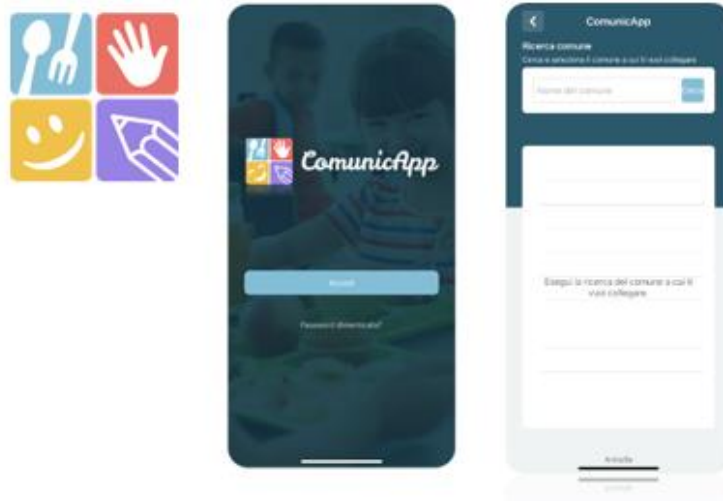 ComunicApp
Accedi
Password dimenticata?
ComunicApp
Ricerca comune
Cerca e seleziona il comune a cui ti vuoi collegare
Nome del comune
Cerca
Esegui la ricerca del comune a cui ti
vuoi collegare
Annulla